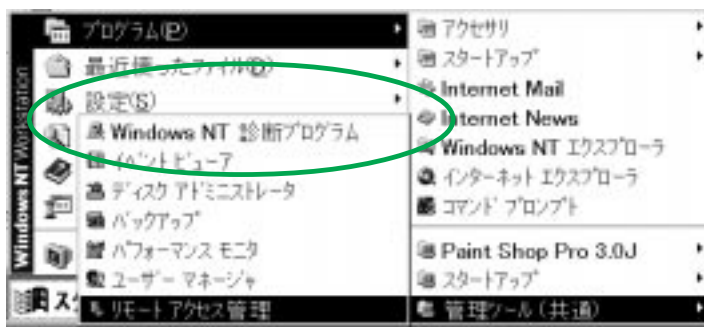 プログラム(P)
最近使ったファイル(D)
設定(S)
Windows NT Workstation
Windows NT 診断プログラム
イベント ビューア
ディスク アドミニストレータ
バックアップ
パフォーマンス モニタ
ユーザー マネージャ
リモート アクセス管理
アクセサリ
スタートアップ
Internet Mail
Internet News
Windows NT エクスプローラ
インターネット エクスプローラ
コマンド プロンプト
Paint Shop Pro 3.0J
スタートアップ
管理ツール (共通)